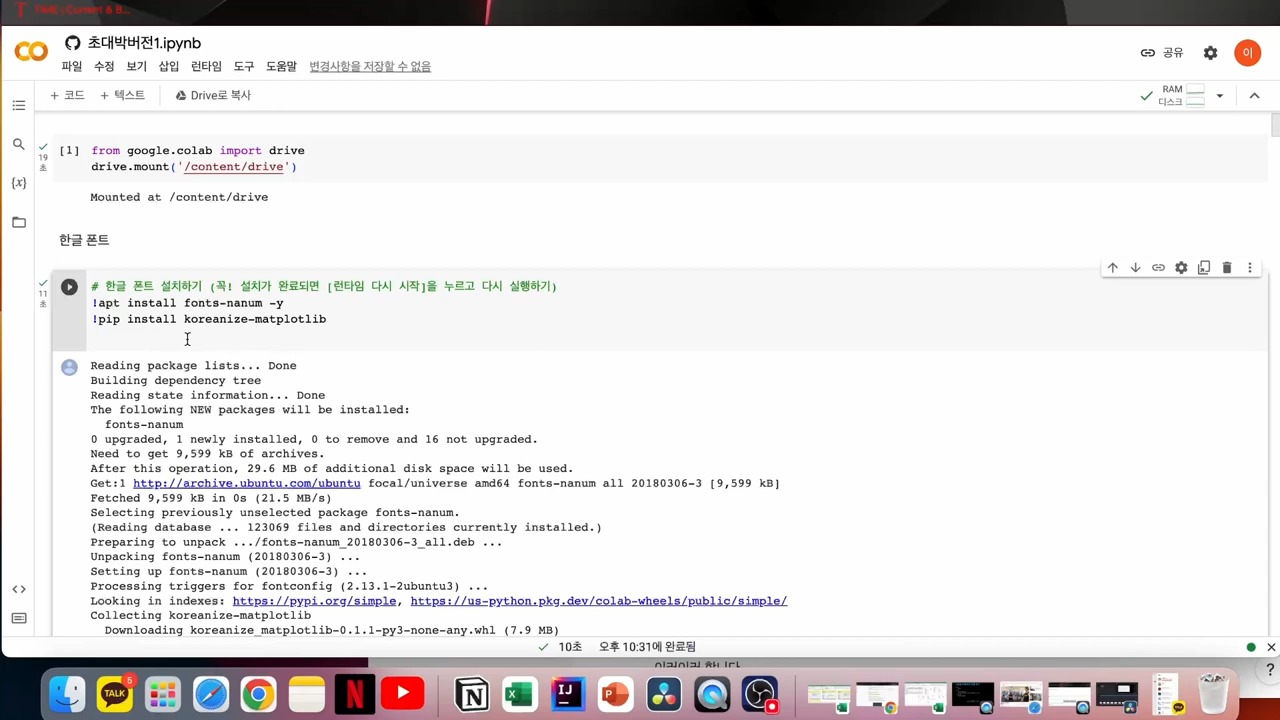 초대박버전1.ipynb
파일 수정 보기 삽입 런타임 도구 도움말 변경사항을 저장할 수 없음
공유
이
+ 코드 + 텍스트 Drive로 복사
RAM
디스크
[1] from google.colab import drive
19
초
drive.mount('/content/drive')
Mounted at /content/drive
한글 폰트
11
초
# 한글 폰트 설치하기 (꼭! 설치가 완료되면 [런타임 다시 시작]을 누르고 다시 실행하기)
!apt install fonts-nanum -y
!pip install koreanize-matplotlib
Reading package lists... Done
Building dependency tree
Reading state information... Done
The following NEW packages will be installed:
fonts-nanum
0 upgraded, 1 newly installed, 0 to remove and 16 not upgraded.
Need to get 9,599 kB of archives.
After this operation, 29.6 MB of additional disk space will be used.
Get:1 http://archive.ubuntu.com/ubuntu focal/universe amd64 fonts-nanum all 20180306-3 [9,599 kB]
Fetched 9,599 kB in 0s (21.5 MB/s)
Selecting previously unselected package fonts-nanum.
(Reading database ... 123069 files and directories currently installed.)
Preparing to unpack .../fonts-nanum_20180306-3_all.deb ...
Unpacking fonts-nanum (20180306-3) ...
Setting up fonts-nanum (20180306-3) ...
Processing triggers for fontconfig (2.13.1-2ubuntu3) ...
Looking in indexes: https://pypi.org/simple, https://us-python.pkg.dev/colab-wheels/public/simple/
Collecting koreanize-matplotlib
Downloading koreanize_matplotlib-0.1.1-py3-none-any.whl (7.9 MB)
10초 오후 10:31에 완료됨
TALK
5